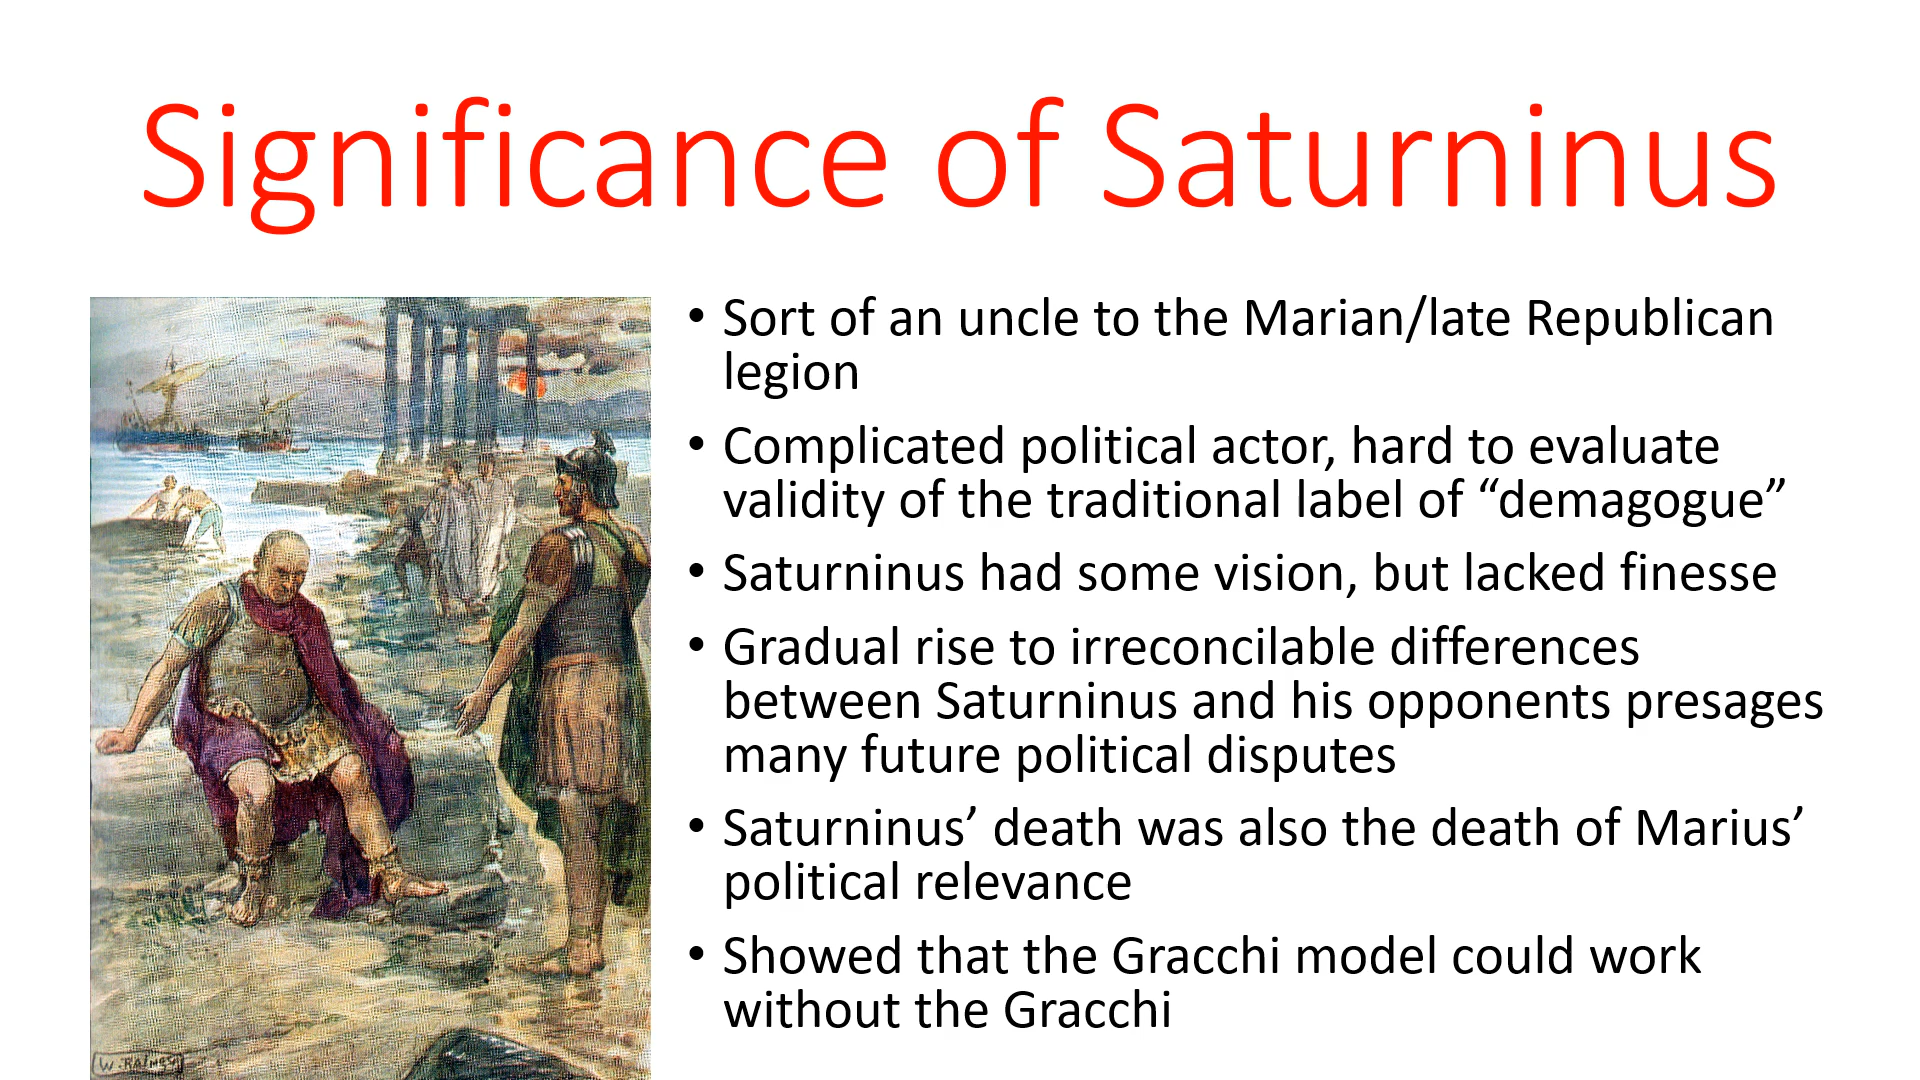 Significance of Saturninus
• Sort of an uncle to the Marian/late Republican
legion
• Complicated political actor, hard to evaluate
validity of the traditional label of “demagogue”
• Saturninus had some vision, but lacked finesse
• Gradual rise to irreconcilable differences
between Saturninus and his opponents presages
many future political disputes
• Saturninus’ death was also the death of Marius’
political relevance
• Showed that the Gracchi model could work
without the Gracchi
W. RAINEY